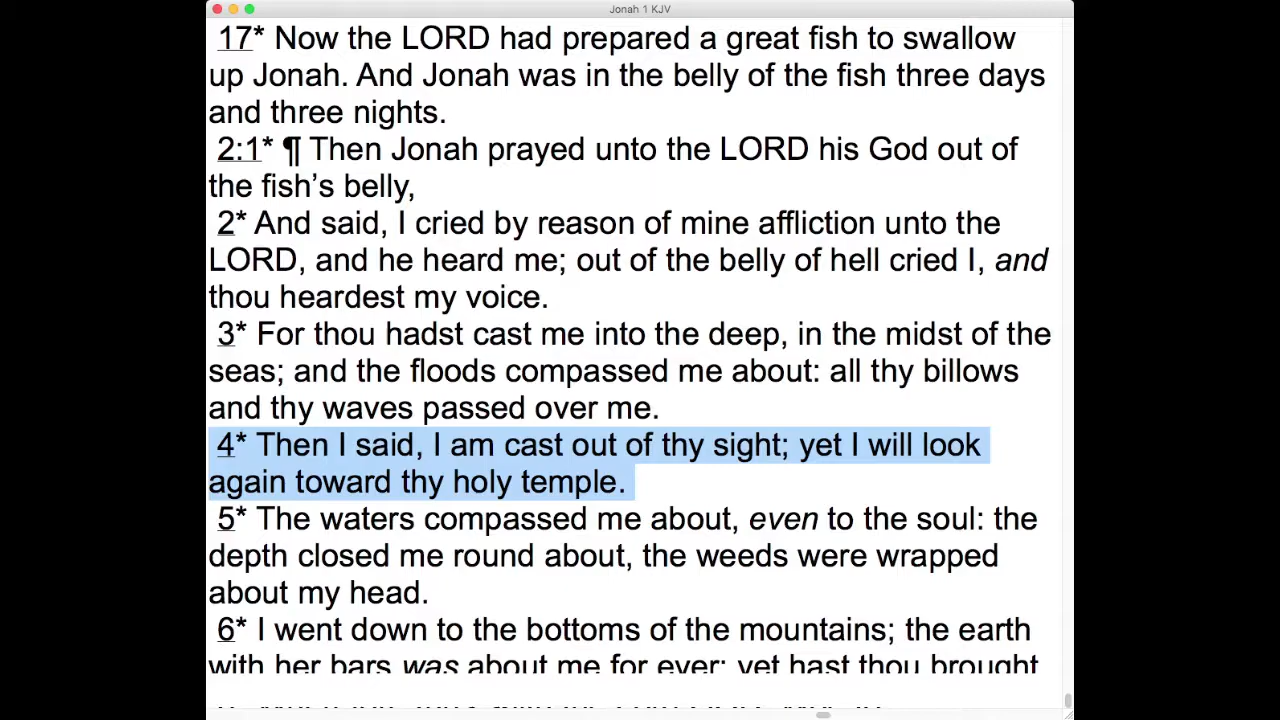 Jonah 1 KJV
17* Now the LORD had prepared a great fish to swallow
up Jonah. And Jonah was in the belly of the fish three days
and three nights.
2:1* ¶ Then Jonah prayed unto the LORD his God out of
the fish’s belly,
2* And said, I cried by reason of mine affliction unto the
LORD, and he heard me; out of the belly of hell cried I, and
thou heardest my voice.
3* For thou hadst cast me into the deep, in the midst of the
seas; and the floods compassed me about: all thy billows
and thy waves passed over me.
4* Then I said, I am cast out of thy sight; yet I will look
again toward thy holy temple.
5* The waters compassed me about, even to the soul: the
depth closed me round about, the weeds were wrapped
about my head.
6* I went down to the bottoms of the mountains; the earth
with her bars was about me for ever: yet hast thou brought